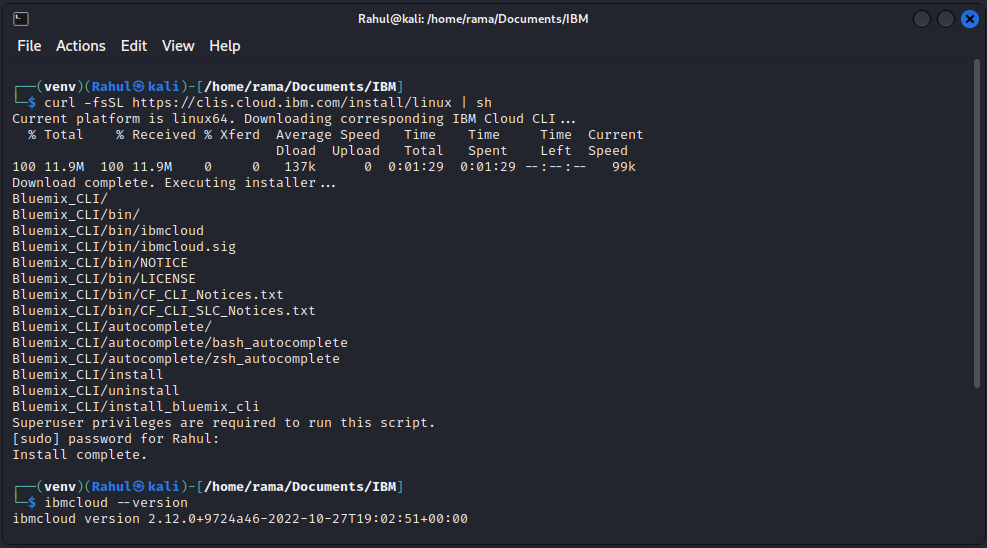 Rahul@kali: /home/rama/Documents/IBM
File Actions Edit View Help
┌──(venv)(Rahul㉿kali)-[/home/rama/Documents/IBM]
└─$ curl -fsSL https://clis.cloud.ibm.com/install/linux | sh
Current platform is linux64. Downloading corresponding IBM Cloud CLI...
  % Total    % Received % Xferd  Average Speed   Time    Time     Time  Current
                                 Dload  Upload   Total   Spent    Left  Speed
100 11.9M  100 11.9M    0     0   137k      0  0:01:29  0:01:29 --:--:--   99k
Download complete. Executing installer...
Bluemix_CLI/
Bluemix_CLI/bin/
Bluemix_CLI/bin/ibmcloud
Bluemix_CLI/bin/ibmcloud.sig
Bluemix_CLI/bin/NOTICE
Bluemix_CLI/bin/LICENSE
Bluemix_CLI/bin/CF_CLI_Notices.txt
Bluemix_CLI/bin/CF_CLI_SLC_Notices.txt
Bluemix_CLI/autocomplete/
Bluemix_CLI/autocomplete/bash_autocomplete
Bluemix_CLI/autocomplete/zsh_autocomplete
Bluemix_CLI/install
Bluemix_CLI/uninstall
Bluemix_CLI/install_bluemix_cli
Superuser privileges are required to run this script.
[sudo] password for Rahul:
Install complete.
┌──(venv)(Rahul㉿kali)-[/home/rama/Documents/IBM]
└─$ ibmcloud --version
ibmcloud version 2.12.0+9724a46-2022-10-27T19:02:51+00:00